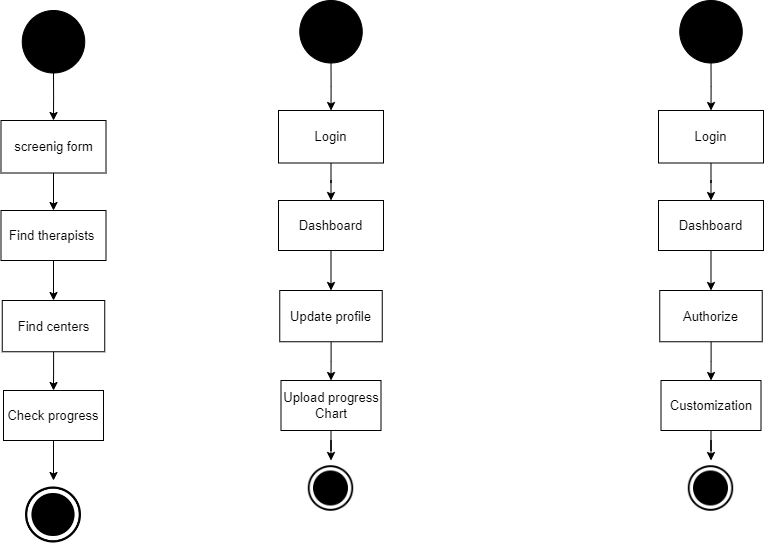 screenig form
Find therapists
Find centers
Check progress
Login
Dashboard
Update profile
Upload progress
Chart
Login
Dashboard
Authorize
Customization